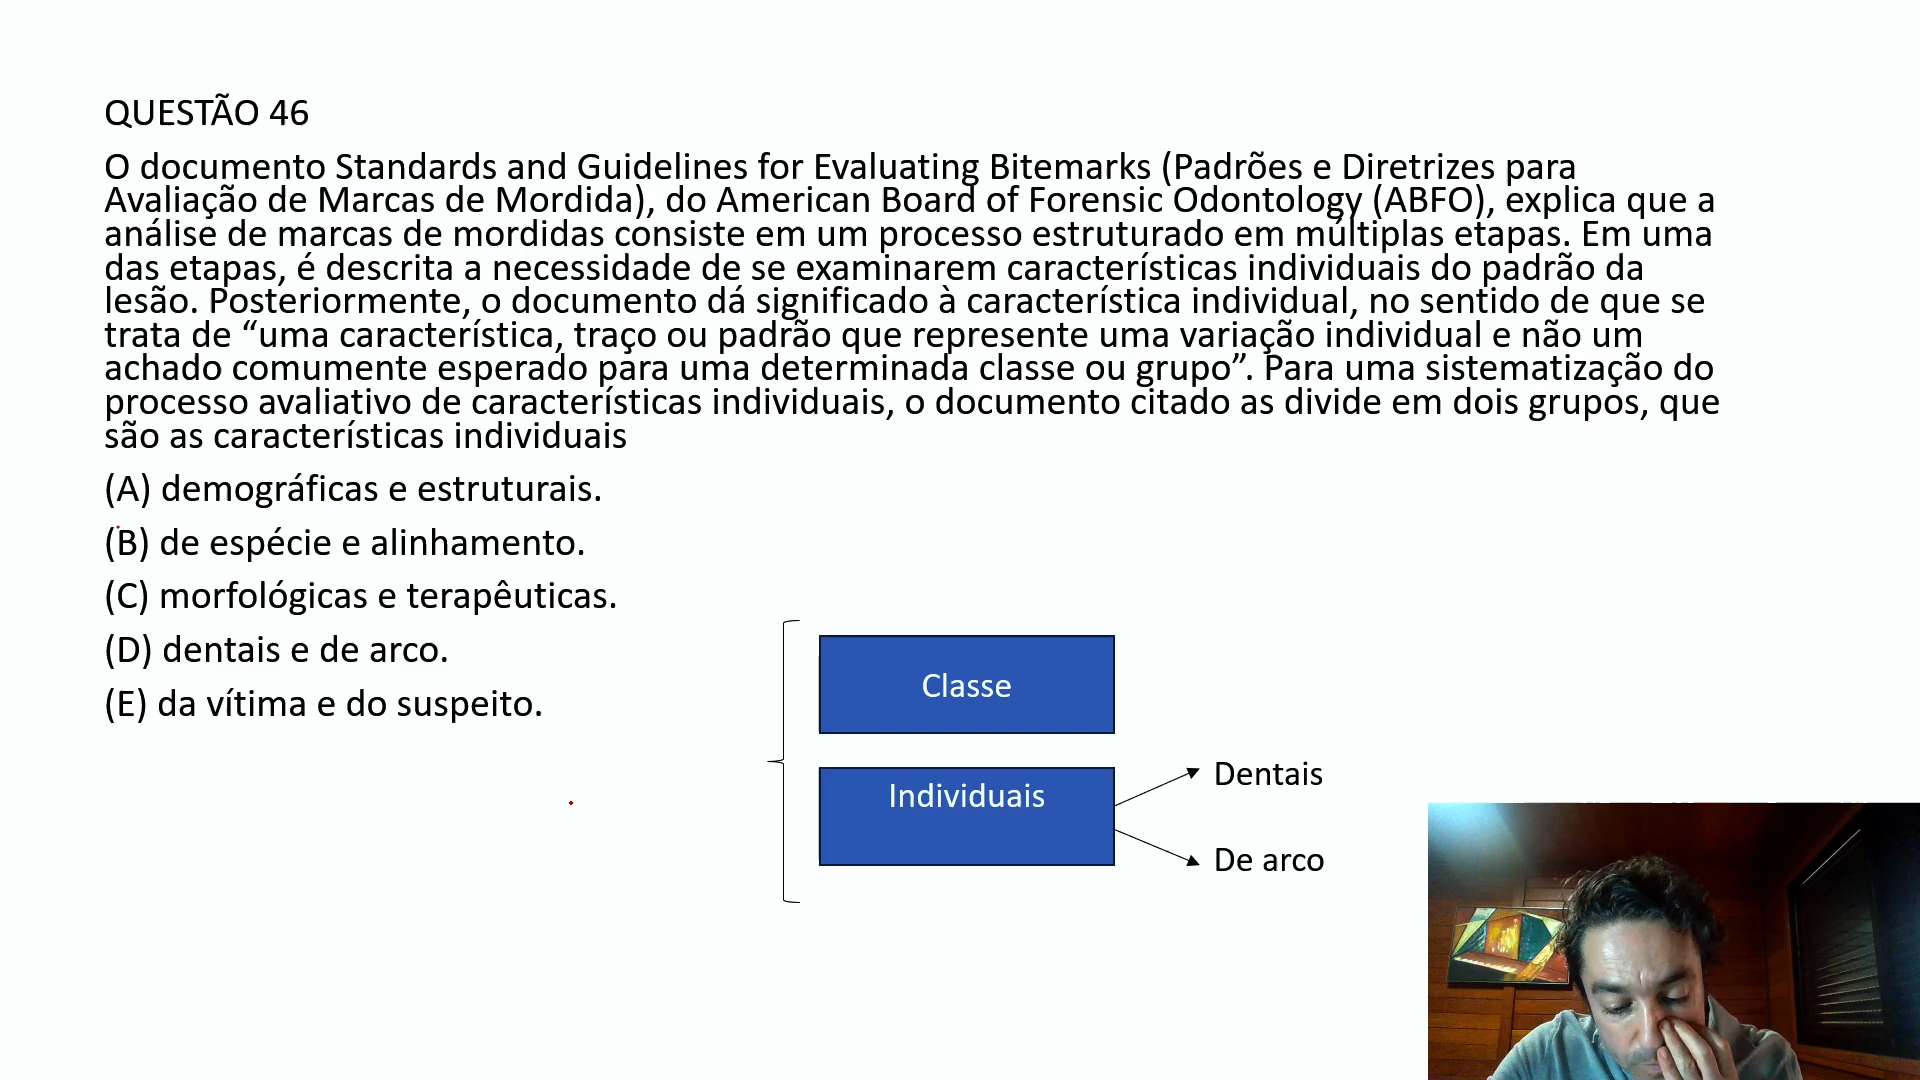 QUESTÃO 46
O documento Standards and Guidelines for Evaluating Bitemarks (Padrões e Diretrizes para
Avaliação de Marcas de Mordida), do American Board of Forensic Odontology (ABFO), explica que a
análise de marcas de mordidas consiste em um processo estruturado em múltiplas etapas. Em uma
das etapas, é descrita a necessidade de se examinarem características individuais do padrão da
lesão. Posteriormente, o documento dá significado à característica individual, no sentido de que se
trata de “uma característica, traço ou padrão que represente uma variação individual e não um
achado comumente esperado para uma determinada classe ou grupo”. Para uma sistematização do
processo avaliativo de características individuais, o documento citado as divide em dois grupos, que
são as características individuais
(A) demográficas e estruturais.
(B) de espécie e alinhamento.
(C) morfológicas e terapêuticas.
(D) dentais e de arco.
(E) da vítima e do suspeito.
Classe
Individuais
Dentais
De arco